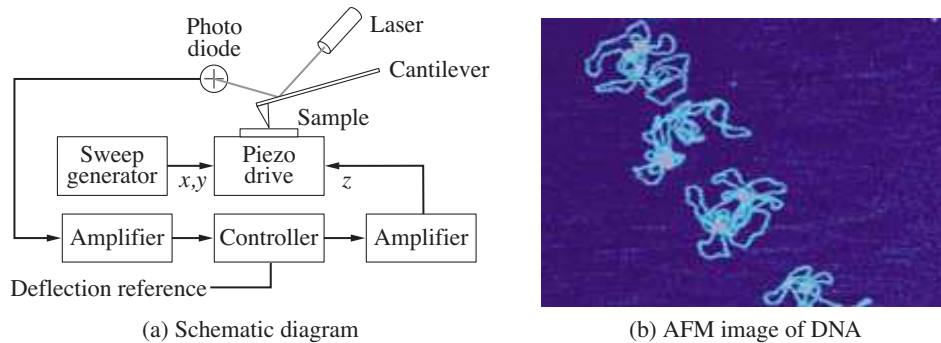 Photo
diode
Laser
Cantilever
Sample
Sweep
generator
x,y
Piezo
drive
z
Amplifier
Controller
Amplifier
Deflection reference
(a) Schematic diagram
(b) AFM image of DNA